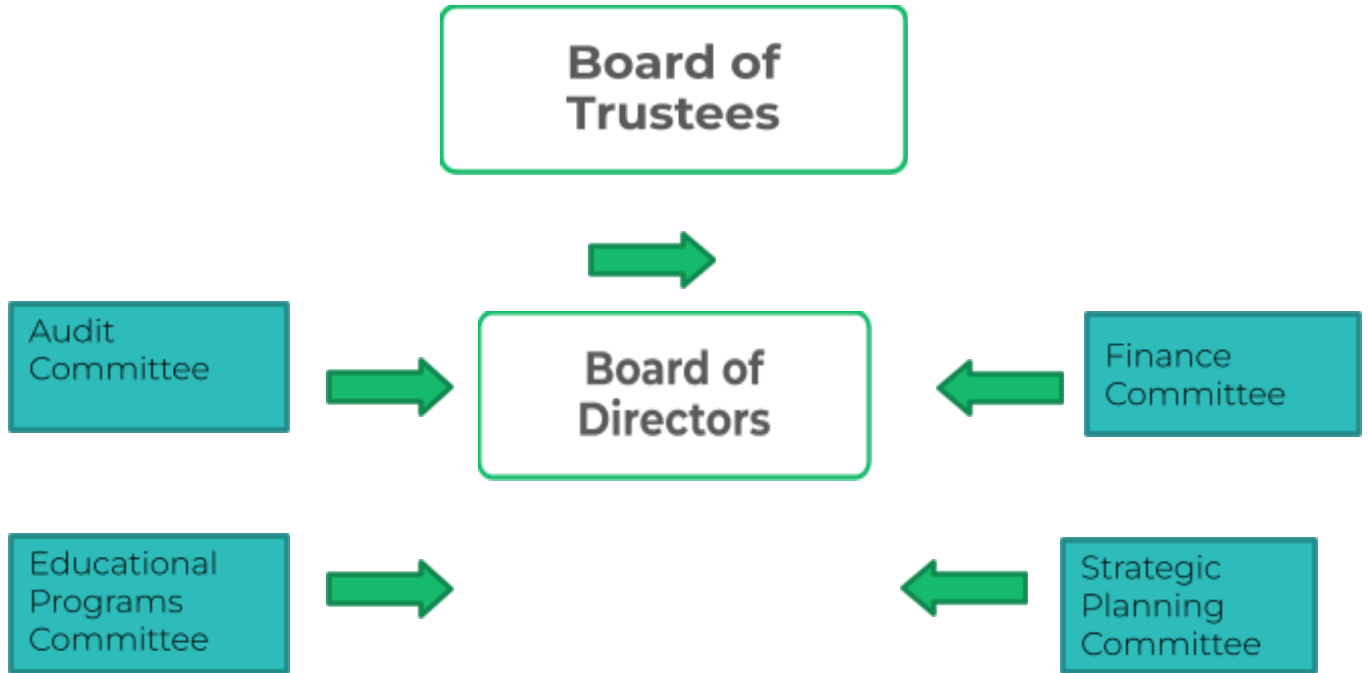 Board of
Trustees
Audit
Committee
Board of
Directors
Finance
Committee
Educational
Programs
Committee
Strategic
Planning
Committee